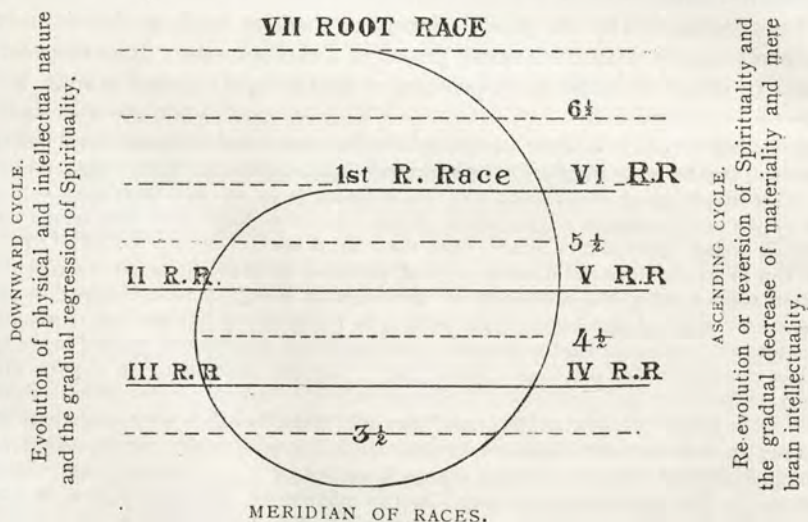 VII ROOT RACE
6½
1st R. Race VI R.R
5½
II R.R. V R.R
4½
III R.R IV R.R
3½
MERIDIAN OF RACES.
DOWNWARD CYCLE.
Evolution of physical and intellectual nature
and the gradual regression of Spirituality.
ASCENDING CYCLE.
Re-evolution or reversion of Spirituality and
the gradual decrease of materiality and mere
brain intellectuality.